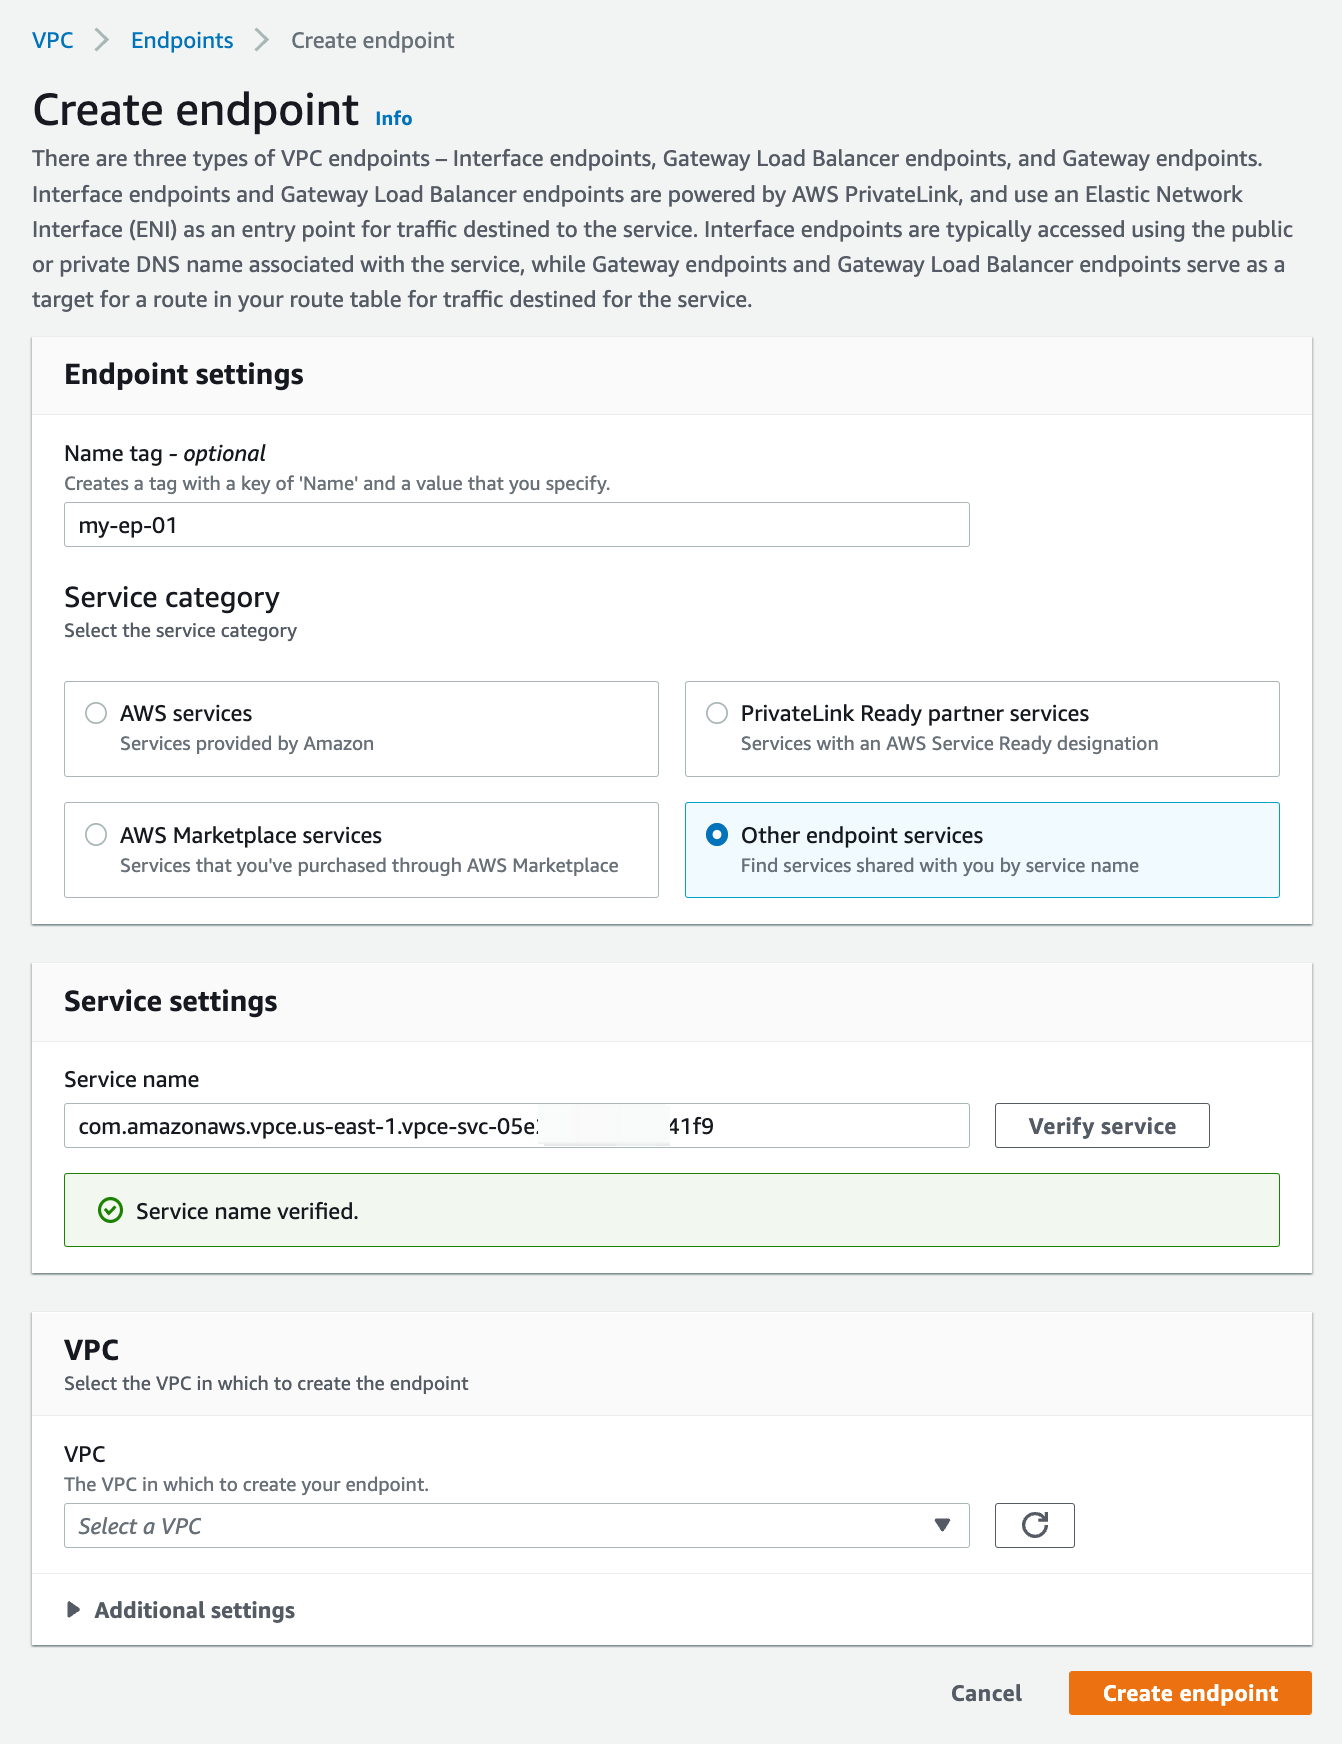 VPC > Endpoints > Create endpoint
Create endpoint Info
There are three types of VPC endpoints – Interface endpoints, Gateway Load Balancer endpoints, and Gateway endpoints.
Interface endpoints and Gateway Load Balancer endpoints are powered by AWS PrivateLink, and use an Elastic Network
Interface (ENI) as an entry point for traffic destined to the service. Interface endpoints are typically accessed using the public
or private DNS name associated with the service, while Gateway endpoints and Gateway Load Balancer endpoints serve as a
target for a route in your route table for traffic destined for the service.
Endpoint settings
Name tag - optional
Creates a tag with a key of 'Name' and a value that you specify.
my-ep-01
Service category
Select the service category
AWS services
Services provided by Amazon
PrivateLink Ready partner services
Services with an AWS Service Ready designation
AWS Marketplace services
Services that you've purchased through AWS Marketplace
Other endpoint services
Find services shared with you by service name
Service settings
Service name
com.amazonaws.vpce.us-east-1.vpce-svc-05e 41f9
Verify service
Service name verified.
VPC
Select the VPC in which to create the endpoint
VPC
The VPC in which to create your endpoint.
Select a VPC
Additional settings
Cancel
Create endpoint